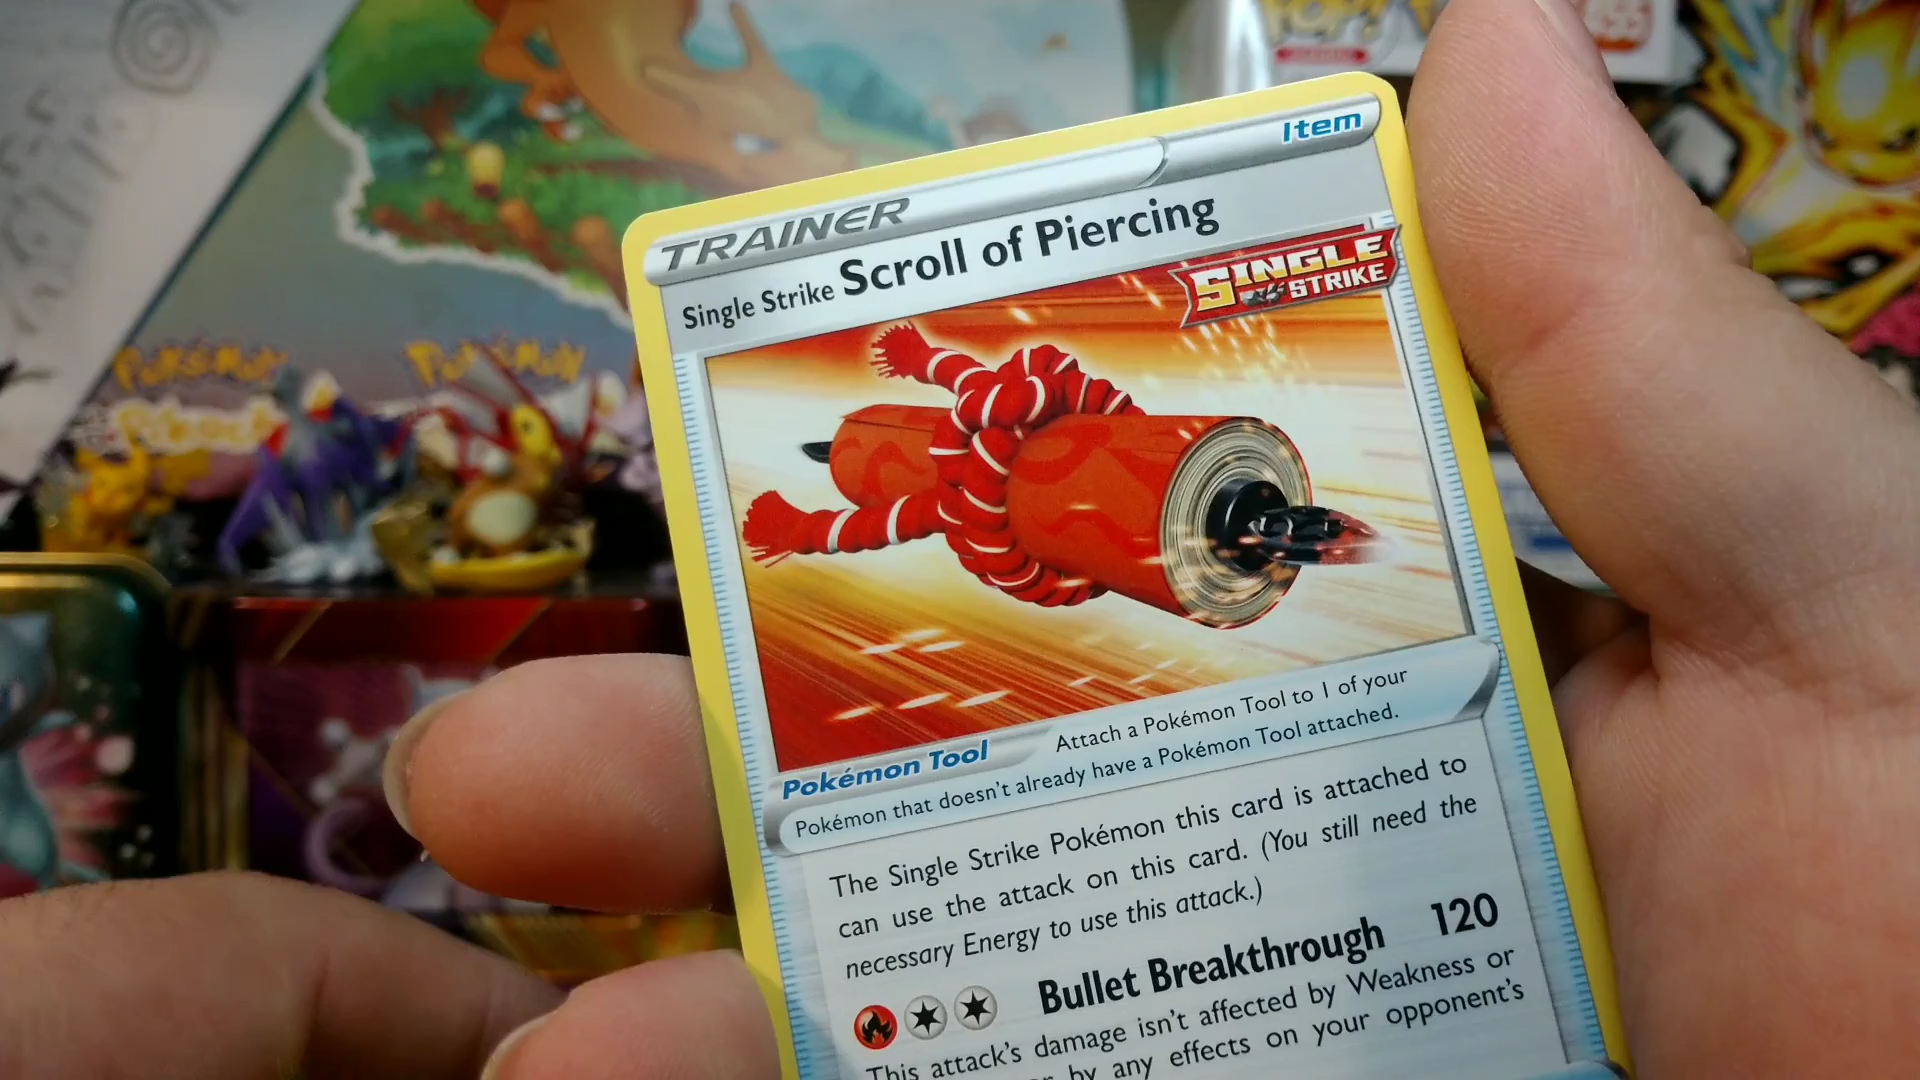 Item
TRAINER
Single Strike Scroll of Piercing
SINGLE
STRIKE
Pokémon Tool
Attach a Pokémon Tool to 1 of your
Pokémon that doesn't already have a Pokémon Tool attached.
The Single Strike Pokémon this card is attached to
can use the attack on this card. (You still need the
necessary Energy to use this attack.)
Bullet Breakthrough 120
This attack's damage isn't affected by Weakness or
by any effects on your opponent's
POKÉMON
POKÉMON
POP!